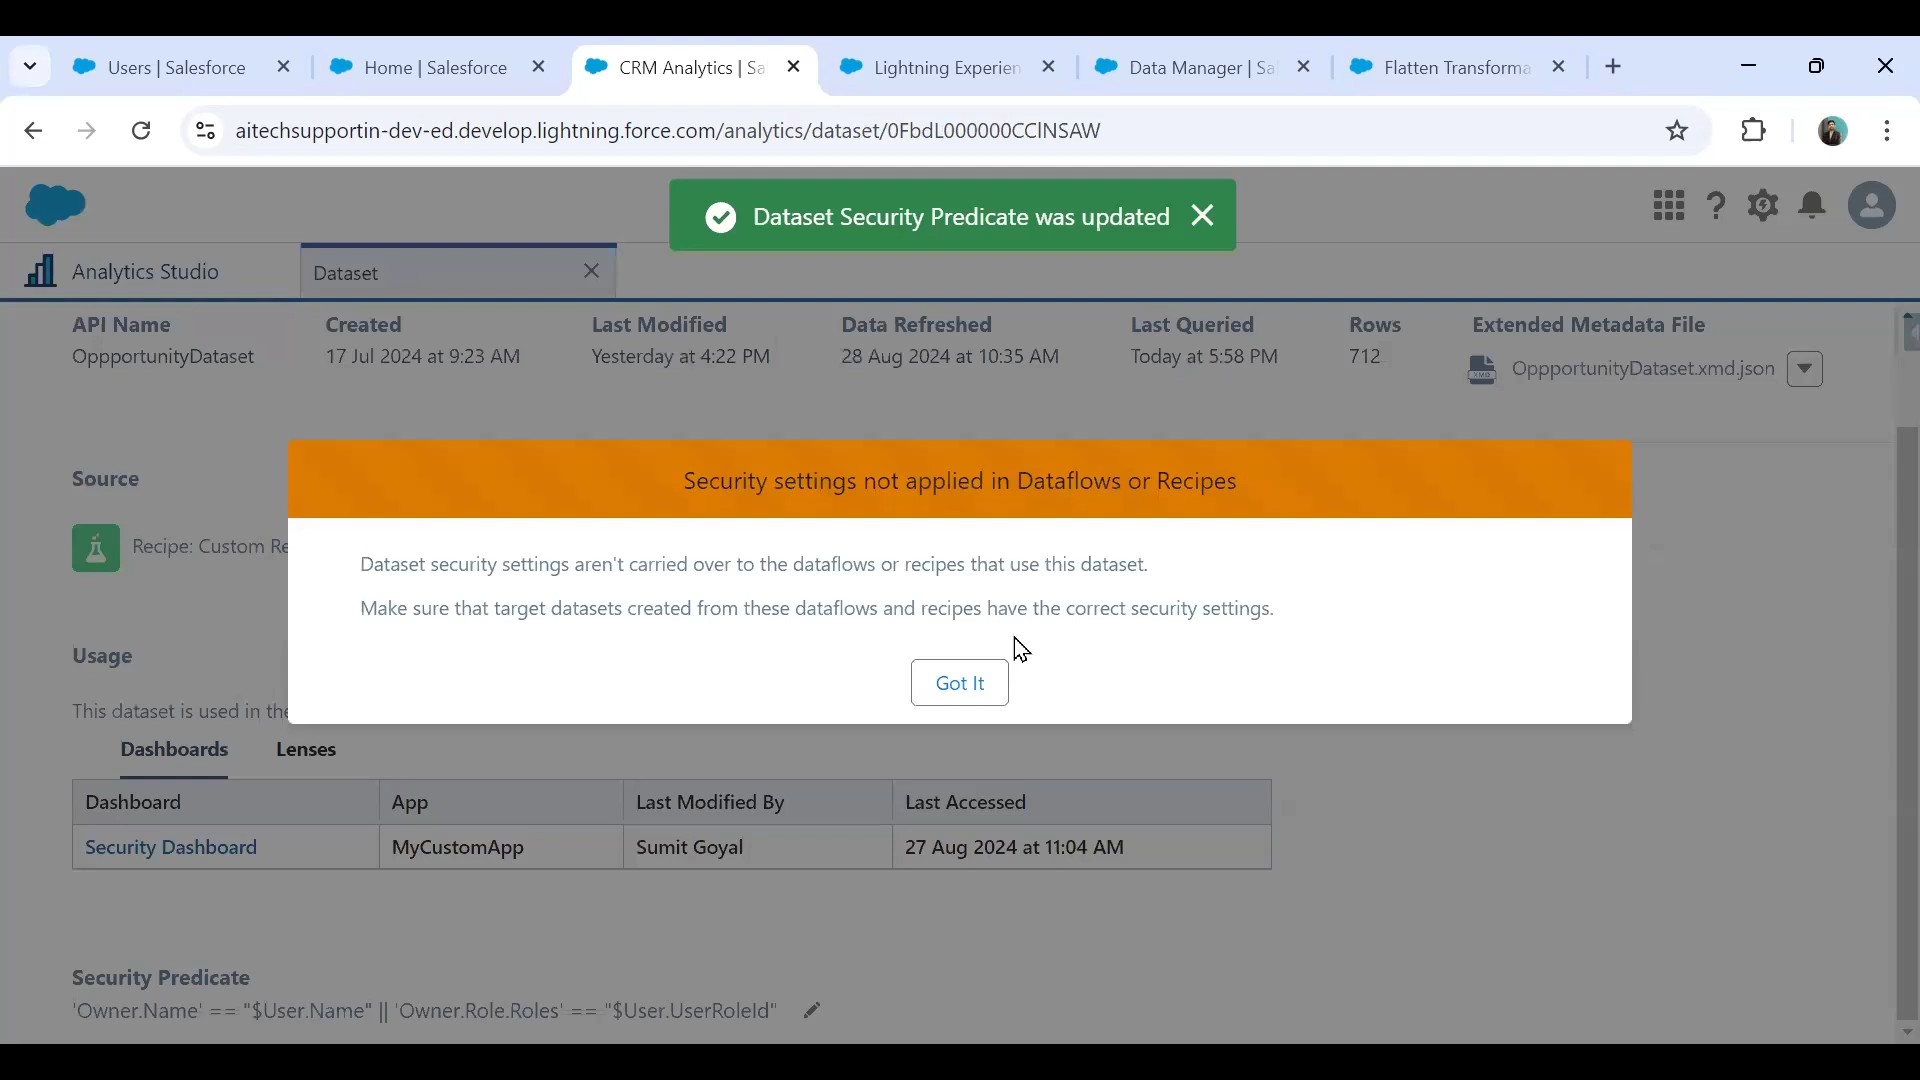 Users | Salesforce
Home | Salesforce
CRM Analytics | Sa
Lightning Experien
Data Manager | Sa
Flatten Transforma
aitechsupportin-dev-ed.develop.lightning.force.com/analytics/dataset/0FbdL000000CClNSAW
Dataset Security Predicate was updated
Analytics Studio
Dataset
API Name
Created
Last Modified
Data Refreshed
Last Queried
Rows
Extended Metadata File
OppportunityDataset
17 Jul 2024 at 9:23 AM
Yesterday at 4:22 PM
28 Aug 2024 at 10:35 AM
Today at 5:58 PM
712
XMD
OppportunityDataset.xmd.json
Security settings not applied in Dataflows or Recipes
Source
Recipe: Custom Re
Dataset security settings aren't carried over to the dataflows or recipes that use this dataset.
Make sure that target datasets created from these dataflows and recipes have the correct security settings.
Got It
Usage
This dataset is used in the
Dashboards
Lenses
Dashboard
App
Last Modified By
Last Accessed
Security Dashboard
MyCustomApp
Sumit Goyal
27 Aug 2024 at 11:04 AM
Security Predicate
'Owner.Name' == "$User.Name" || 'Owner.Role.Roles' == "$User.UserRoleId"